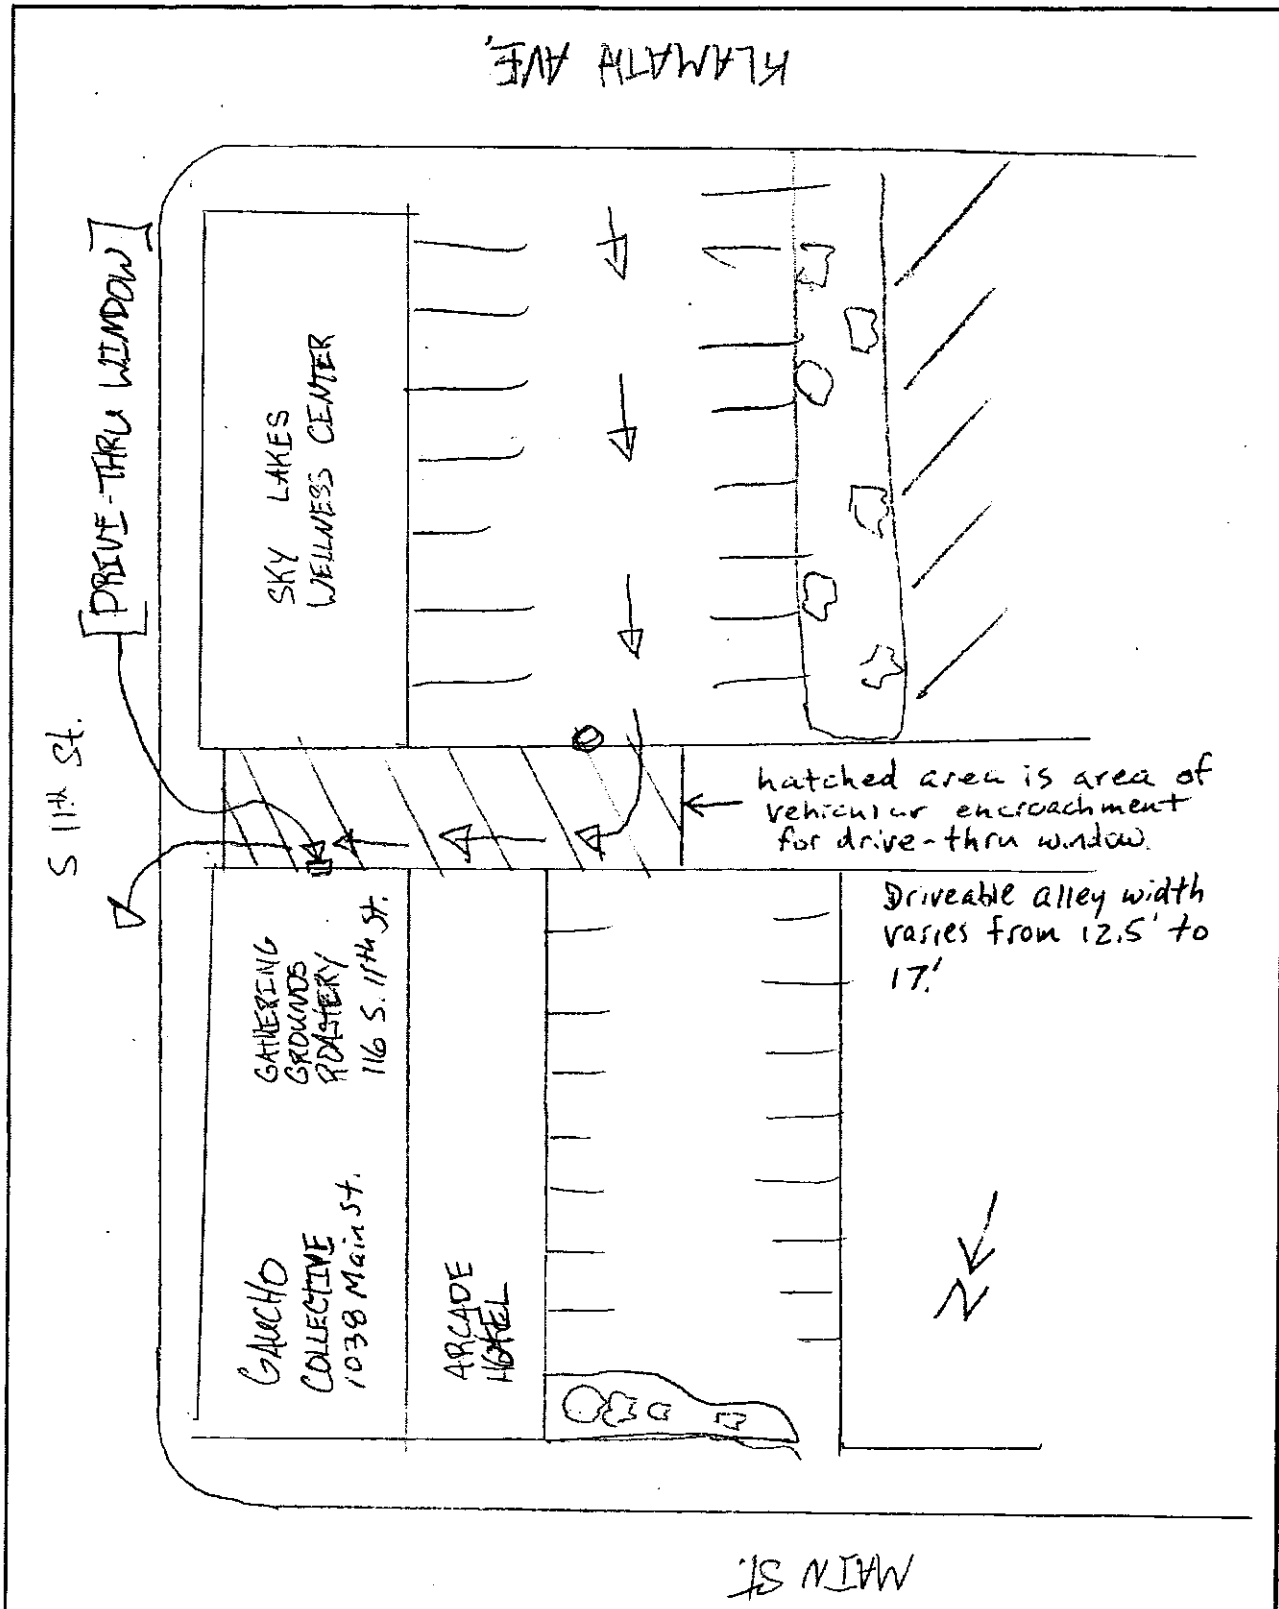 KLAMATH AVE.
[DRIVE-THRU WINDOW]
S 11th St.
SKY LAKES
WELLNESS CENTER
hatched area is area of
vehicular encroachment
for drive-thru window.
Driveable alley width
varies from 12.5' to
17.'
GATHERING
GROUNDS
ROASTERY
116 S. 11th St.
GAUCHO
COLLECTIVE
1038 Main St.
ARCADE
HOTEL
N
MAIN ST.